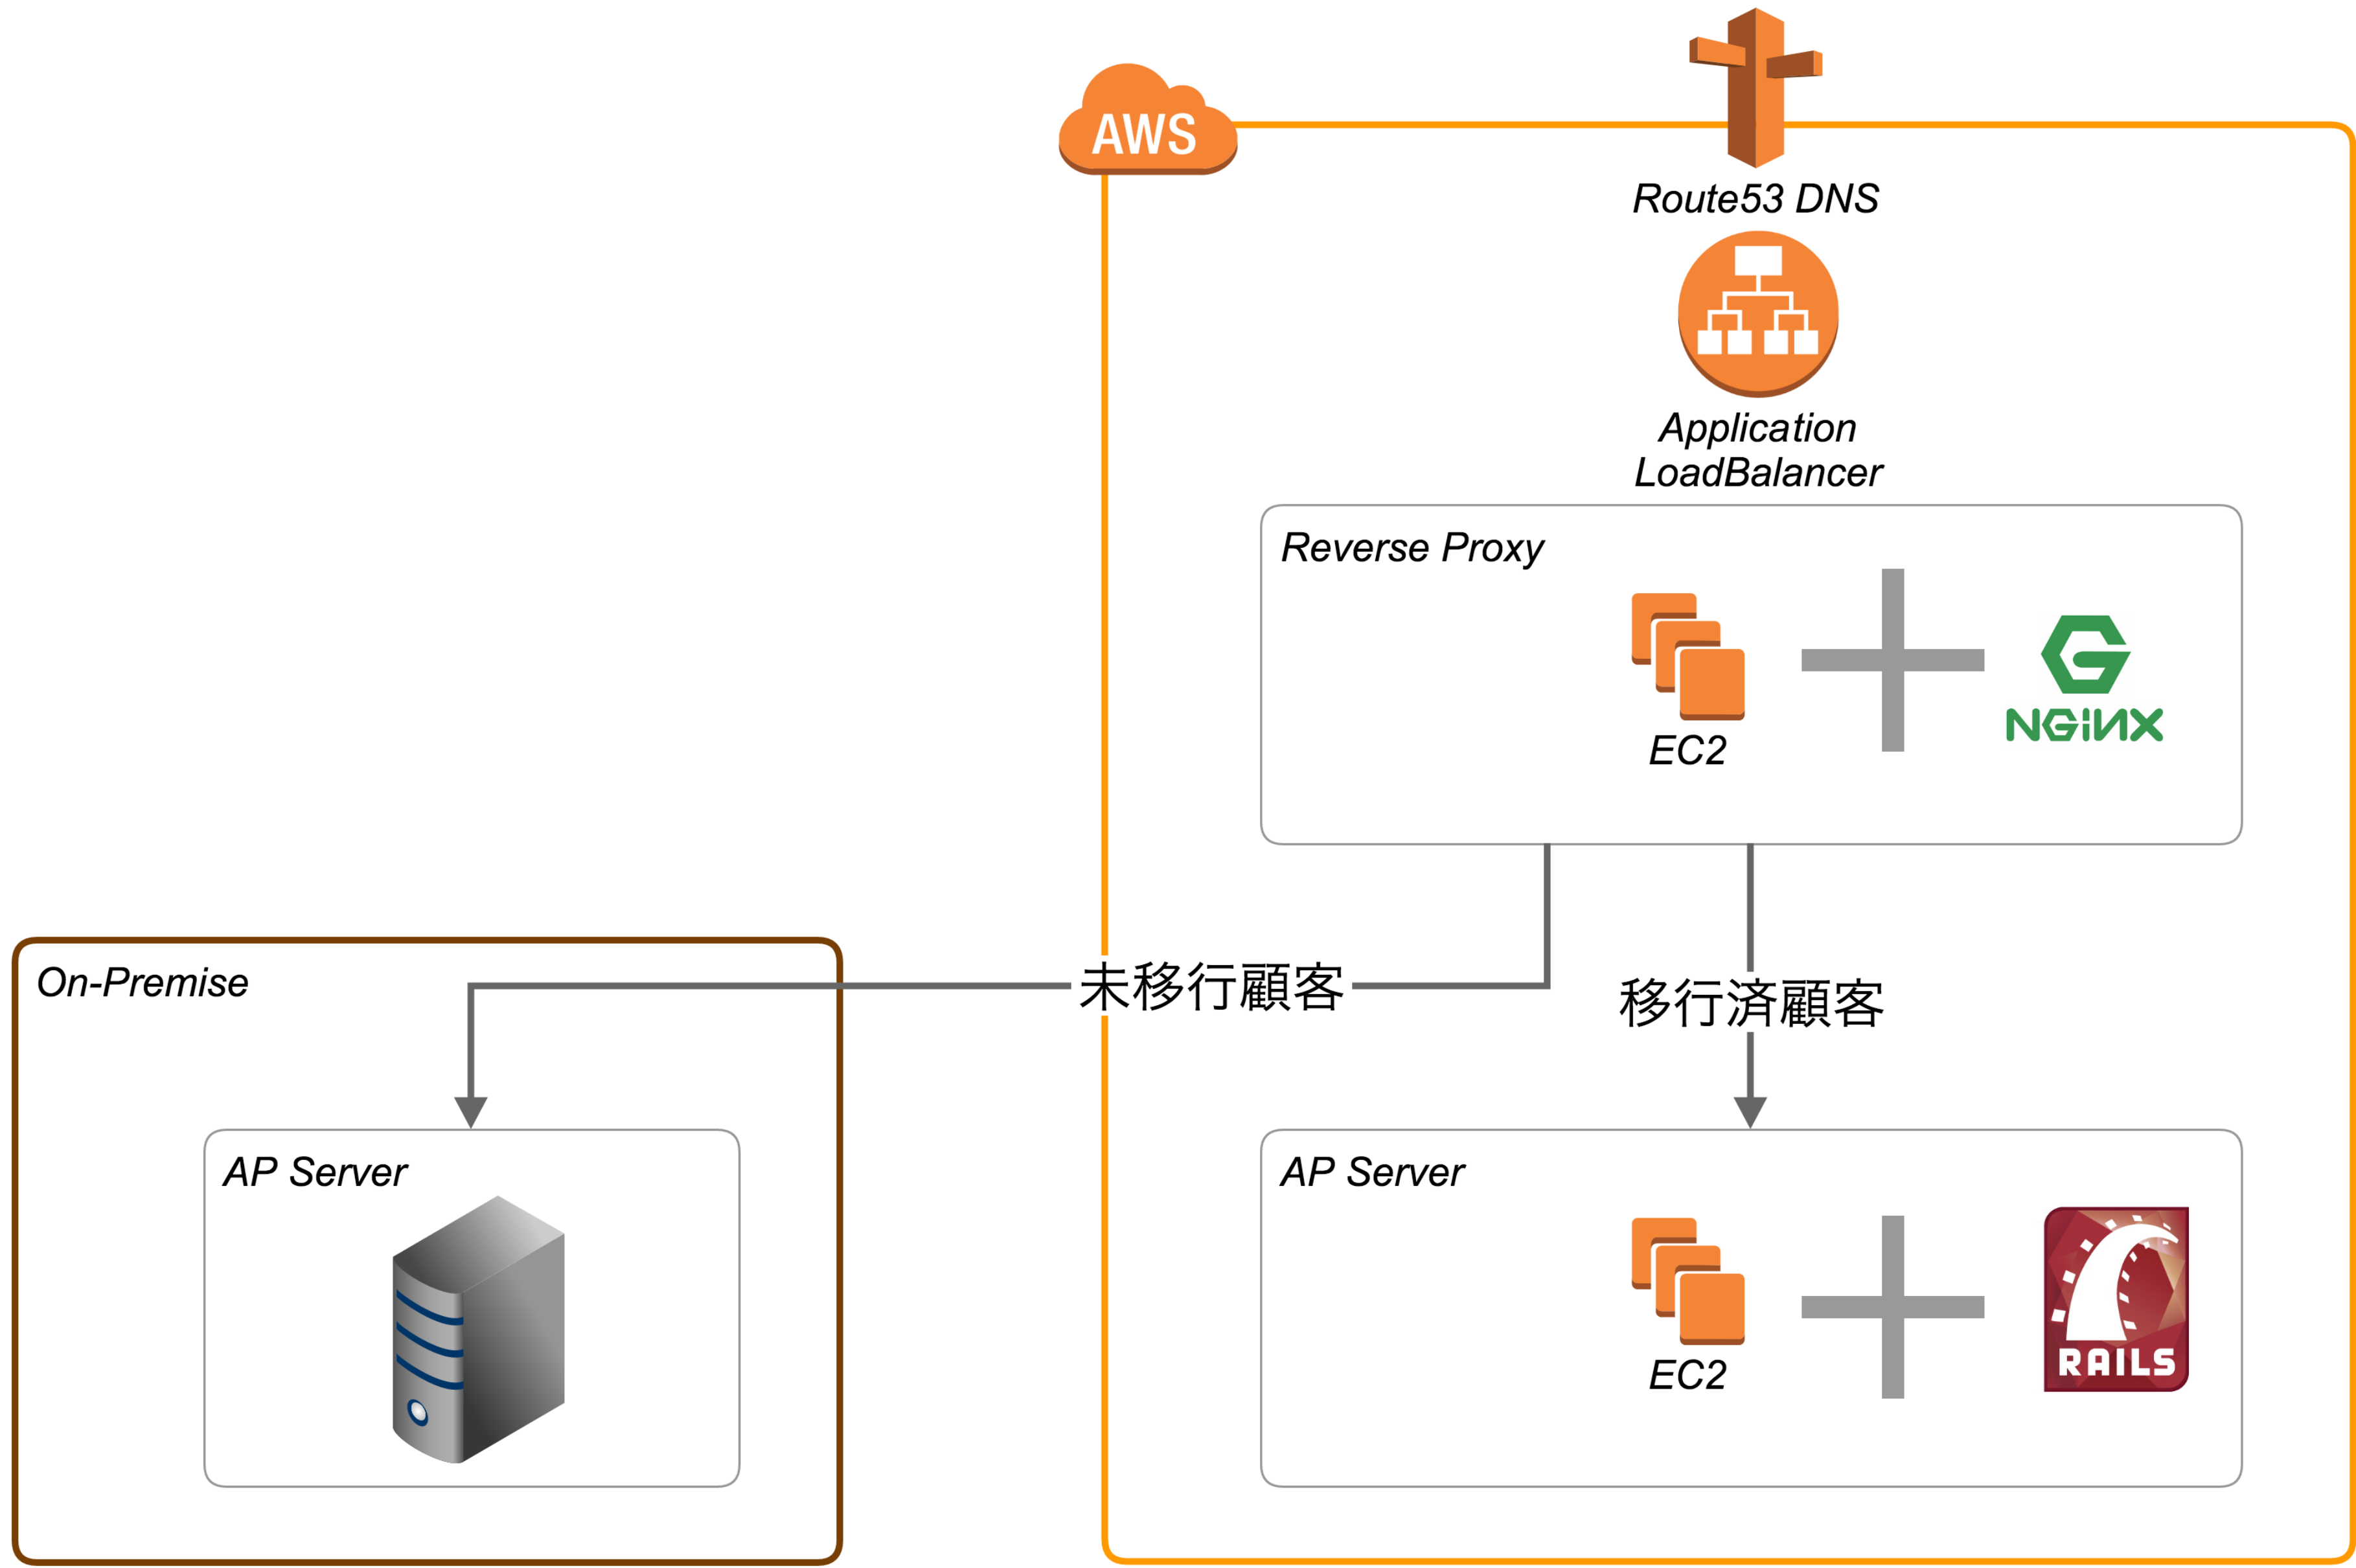 AWS
Route53 DNS
Application
LoadBalancer
Reverse Proxy
EC2
NGiNX
未移行顧客
移行済顧客
On-Premise
AP Server
AP Server
EC2
RAILS